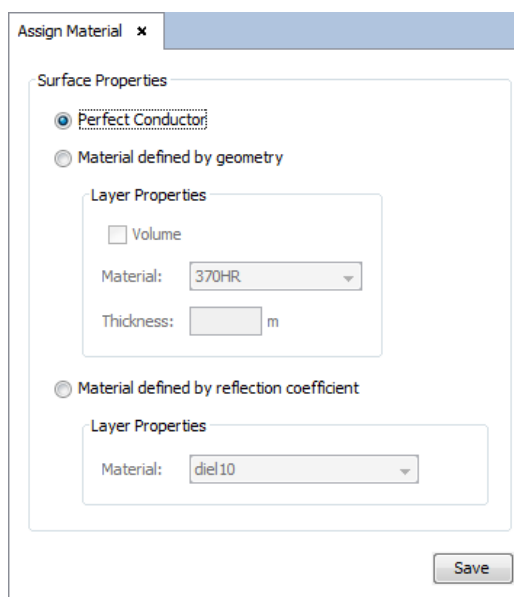 Assign Material ×
Surface Properties
Perfect Conductor
Material defined by geometry
Layer Properties
Volume
Material: 370HR
Thickness: m
Material defined by reflection coefficient
Layer Properties
Material: diel10
Save